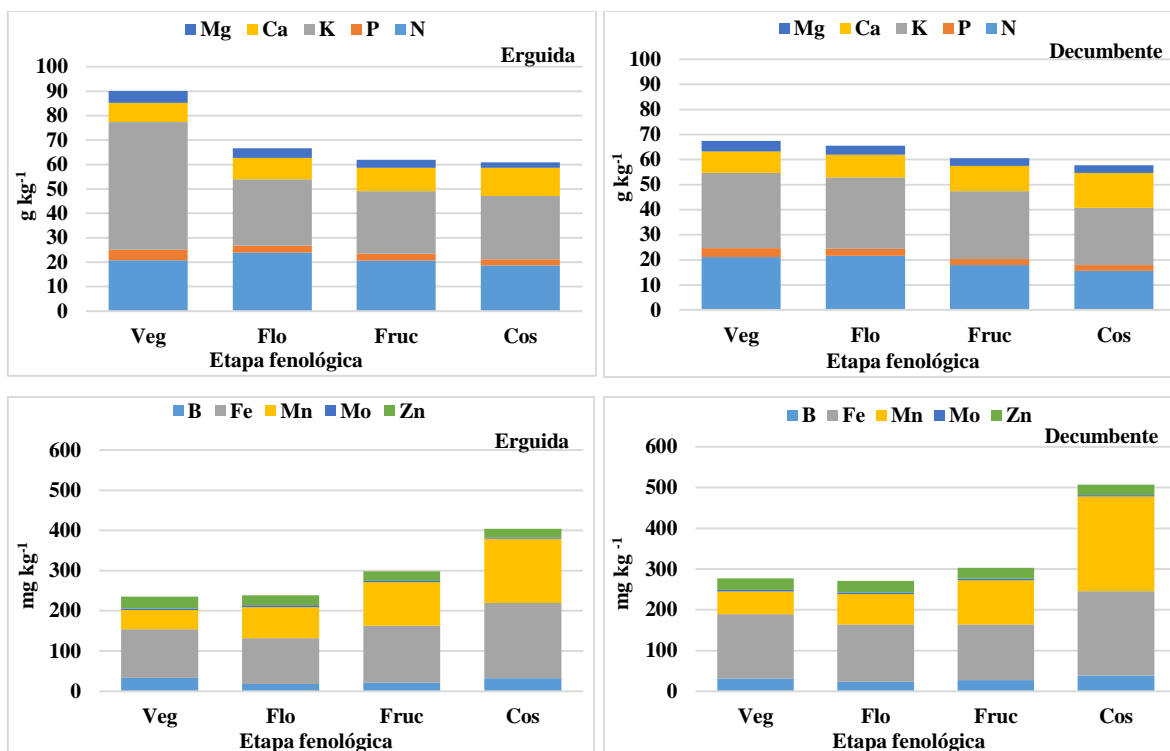 Mg Ca K P N
Erguida
100
90
80
70
60
50
40
30
20
10
0
g kg-1
Veg Flo Fruc Cos
Etapa fenológica
Mg Ca K P N
Decumbente
100
90
80
70
60
50
40
30
20
10
0
g kg-1
Veg Flo Fruc Cos
Etapa fenológica
B Fe Mn Mo Zn
Erguida
600
500
400
300
200
100
0
mg kg-1
Veg Flo Fruc Cos
Etapa fenológica
B Fe Mn Mo Zn
Decumbente
600
500
400
300
200
100
0
mg kg -1
Veg Flo Fruc Cos
Etapa fenológica